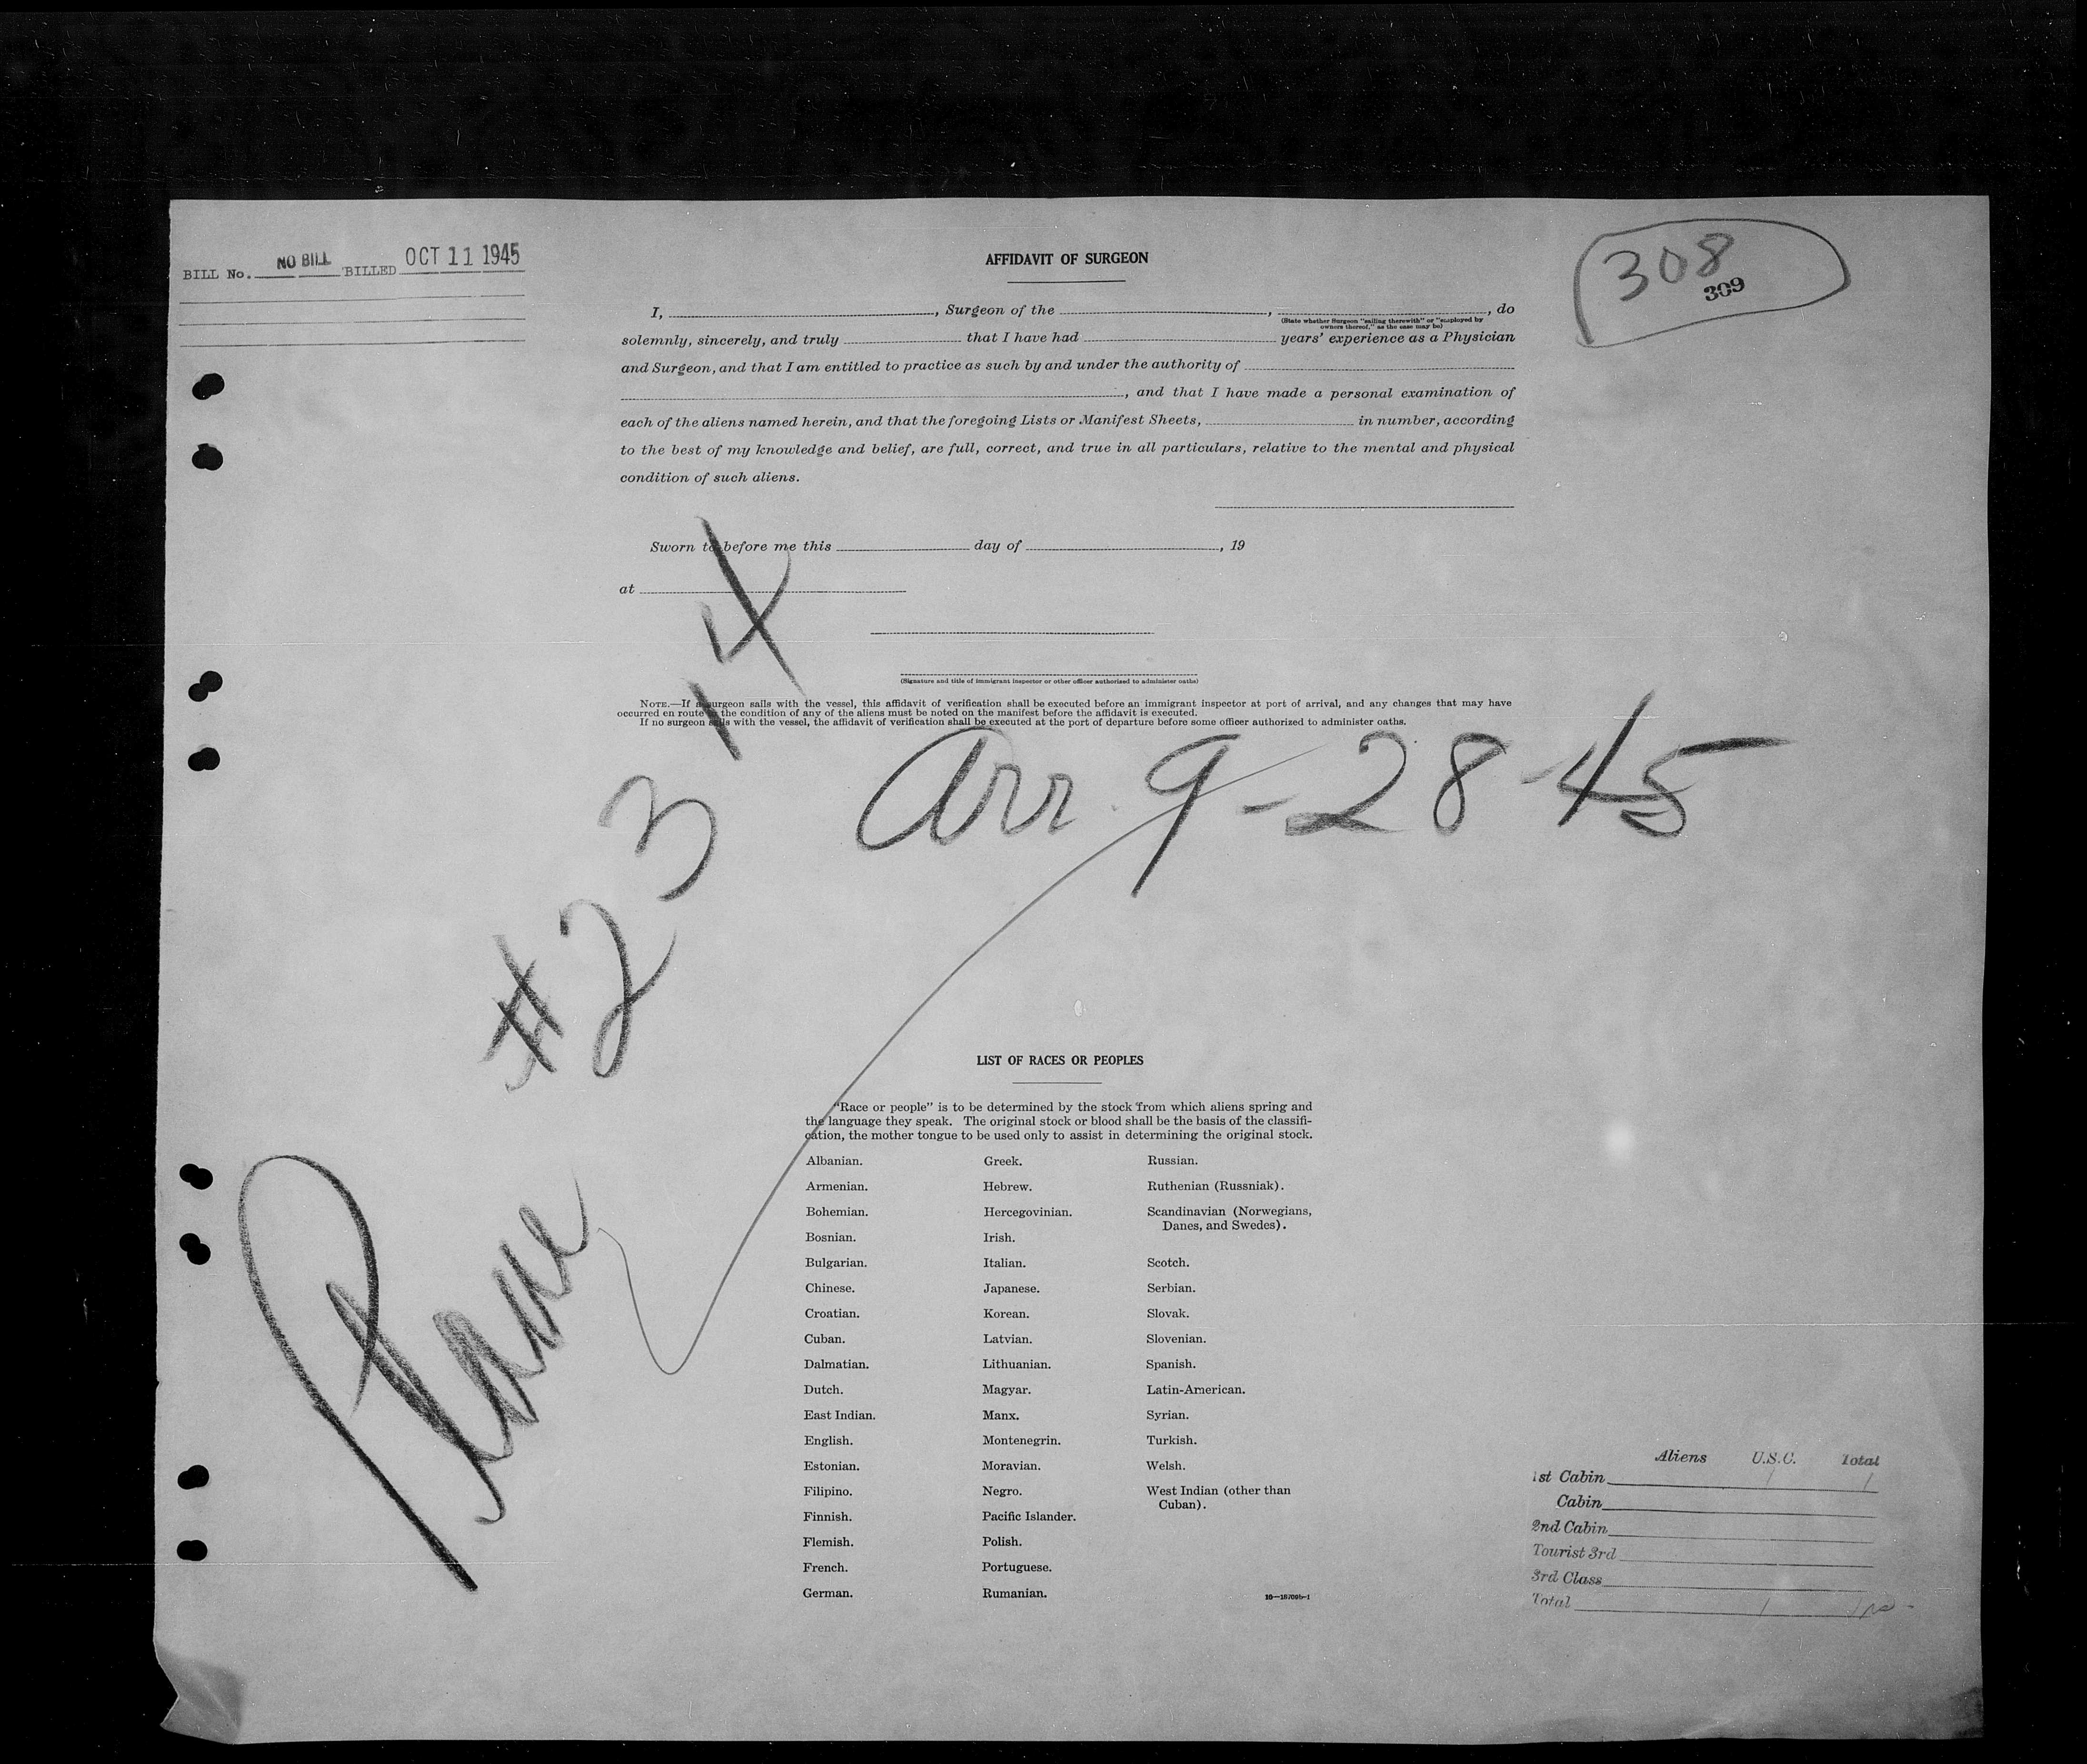 BILL No. NO BILL BILLED OCT 11 1945
308
309
AFFIDAVIT OF SURGEON
I, , Surgeon of the , , do
(State whether Surgeon "sailing therewith" or "employed by
owners thereof," as the case may be)
solemnly, sincerely, and truly that I have had years' experience as a Physician
and Surgeon, and that I am entitled to practice as such by and under the authority of
, and that I have made a personal examination of
each of the aliens named herein, and that the foregoing Lists or Manifest Sheets, in number, according
to the best of my knowledge and belief, are full, correct, and true in all particulars, relative to the mental and physical
condition of such aliens.
Sworn to before me this day of , 19
at
(Signature and title of immigrant inspector or other officer authorized to administer oaths)
NOTE.—If a surgeon sails with the vessel, this affidavit of verification shall be executed before an immigrant inspector at port of arrival, and any changes that may have
occurred en route in the condition of any of the aliens must be noted on the manifest before the affidavit is executed.
If no surgeon sails with the vessel, the affidavit of verification shall be executed at the port of departure before some officer authorized to administer oaths.
Arr. 9-28-45
Plane #2314
LIST OF RACES OR PEOPLES
"Race or people" is to be determined by the stock from which aliens spring and
the language they speak. The original stock or blood shall be the basis of the classifi-
cation, the mother tongue to be used only to assist in determining the original stock.
Albanian.
Armenian.
Bohemian.
Bosnian.
Bulgarian.
Chinese.
Croatian.
Cuban.
Dalmatian.
Dutch.
East Indian.
English.
Estonian.
Filipino.
Finnish.
Flemish.
French.
German.
Greek.
Hebrew.
Hercegovinian.
Irish.
Italian.
Japanese.
Korean.
Latvian.
Lithuanian.
Magyar.
Manx.
Montenegrin.
Moravian.
Negro.
Pacific Islander.
Polish.
Portuguese.
Rumanian.
Russian.
Ruthenian (Russniak).
Scandinavian (Norwegians,
Danes, and Swedes).
Scotch.
Serbian.
Slovak.
Slovenian.
Spanish.
Latin-American.
Syrian.
Turkish.
Welsh.
West Indian (other than
Cuban).
Aliens U.S.C. Total
1st Cabin 1 1
Cabin
2nd Cabin
Tourist 3rd
3rd Class
Total 1 1